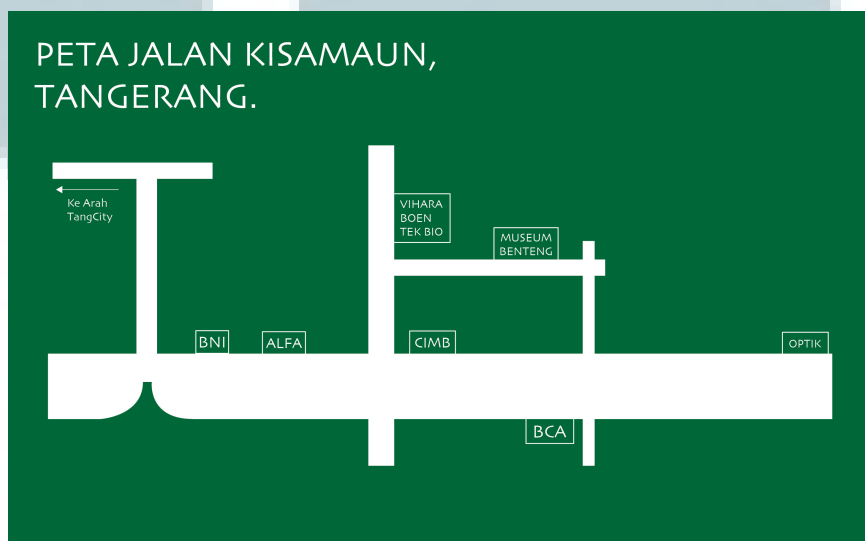 PETA JALAN KISAMAUN,
TANGERANG.
Ke Arah
TangCity
VIHARA
BOEN
TEK BIO
MUSEUM
BENTENG
BNI
ALFA
CIMB
OPTIK
BCA